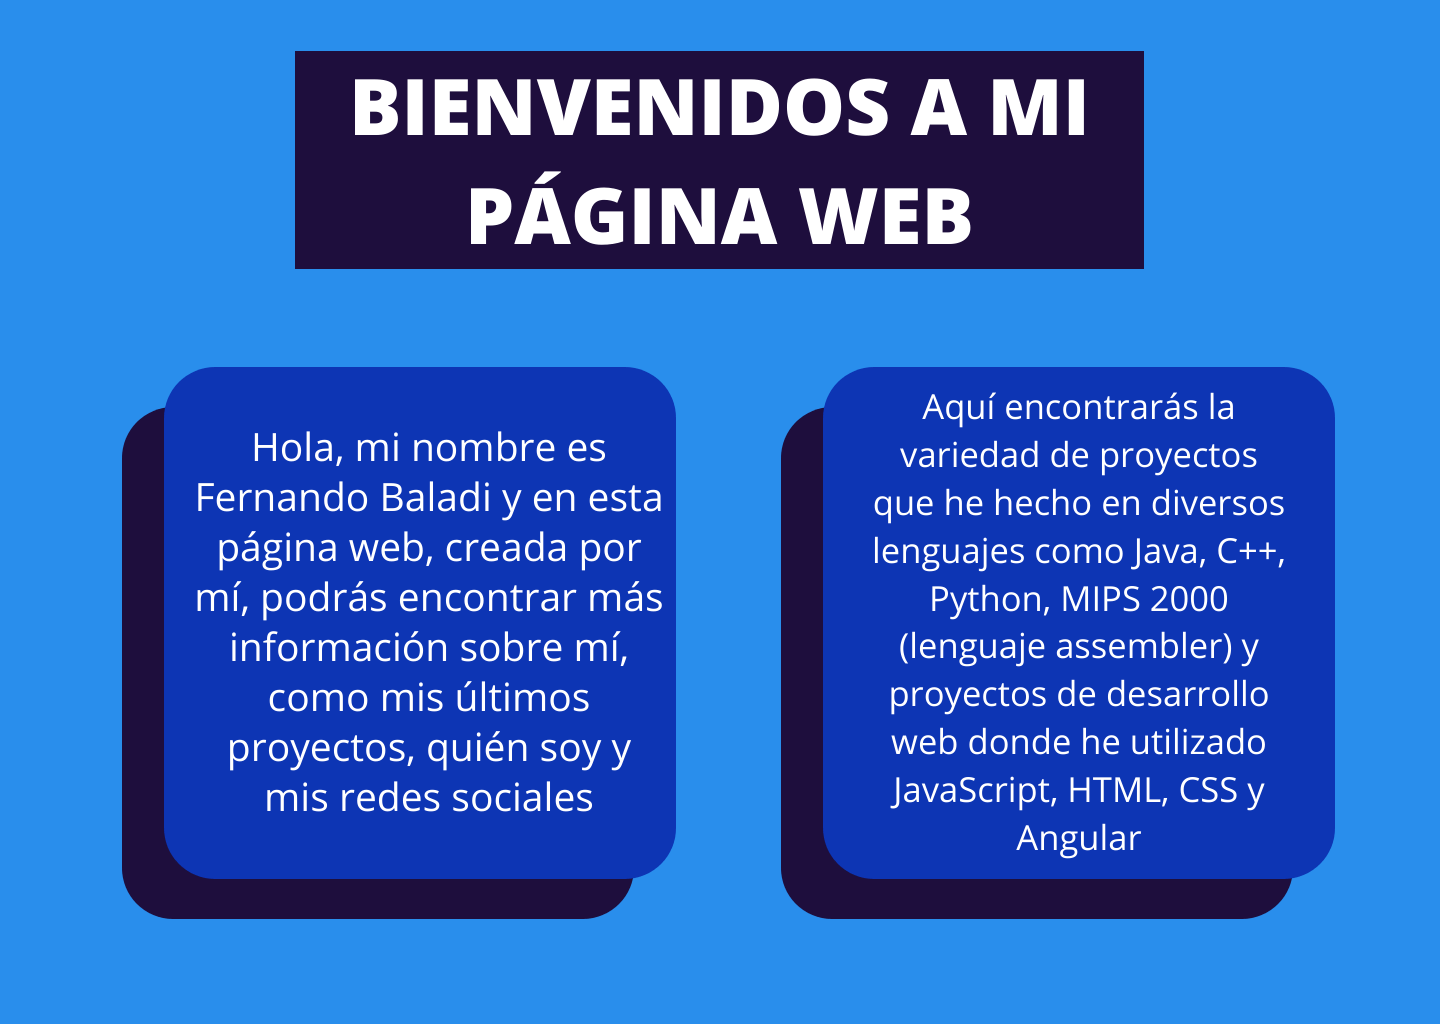 BIENVENIDOS A MI
PÁGINA WEB
Hola, mi nombre es
Fernando Baladi y en esta
página web, creada por
mí, podrás encontrar más
información sobre mí,
como mis últimos
proyectos, quién soy y
mis redes sociales
Aquí encontrarás la
variedad de proyectos
que he hecho en diversos
lenguajes como Java, C++,
Python, MIPS 2000
(lenguaje assembler) y
proyectos de desarrollo
web donde he utilizado
JavaScript, HTML, CSS y
Angular